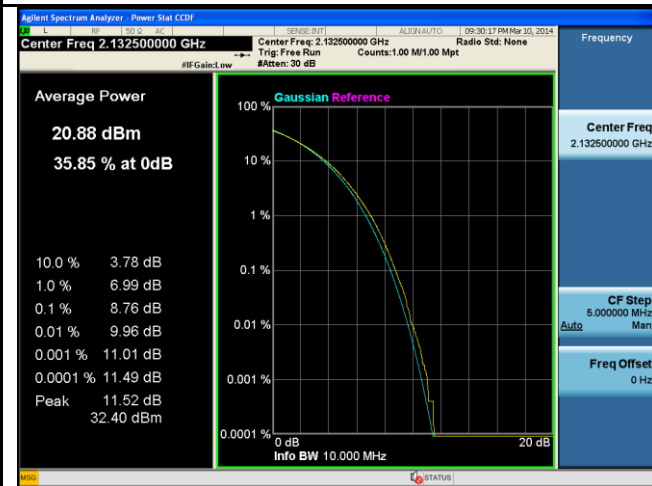 Agilent Spectrum Analyzer - Power Stat CCDF
L RF 50 Ω AC SENSE:INT ALIGN AUTO 09:30:17 PM Mar 10, 2014
Center Freq 2.132500000 GHz
Center Freq: 2.132500000 GHz Radio Std: None
Trig: Free Run Counts:1.00 M/1.00 Mpt
#IFGain:Low #Atten: 30 dB
Frequency
Average Power
20.88 dBm
35.85 % at 0dB
10.0 % 3.78 dB
1.0 % 6.99 dB
0.1 % 8.76 dB
0.01 % 9.96 dB
0.001 % 11.01 dB
0.0001 % 11.49 dB
Peak 11.52 dB
32.40 dBm
Gaussian Reference
100 %
10 %
1 %
0.1 %
0.01 %
0.001 %
0.0001 %
0 dB 20 dB
Info BW 10.000 MHz
Center Freq
2.132500000 GHz
CF Step
5.000000 MHz
Auto Man
Freq Offset
0 Hz
MSG STATUS